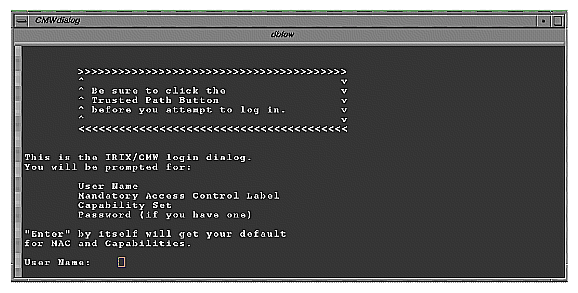 CMWdialog
dblow
>>>>>>>>>>>>>>>>>>>>>>>>>>>>>>>>>>>>>>>>
^ v
^ Be sure to click the v
^ Trusted Path Button v
^ before you attempt to log in. v
^ v
<<<<<<<<<<<<<<<<<<<<<<<<<<<<<<<<<<<<<<<<
This is the IRIX/CMW login dialog.
You will be prompted for:
User Name
Mandatory Access Control Label
Capability Set
Password (if you have one)
"Enter" by itself will get your default
for MAC and Capabilities.
User Name: